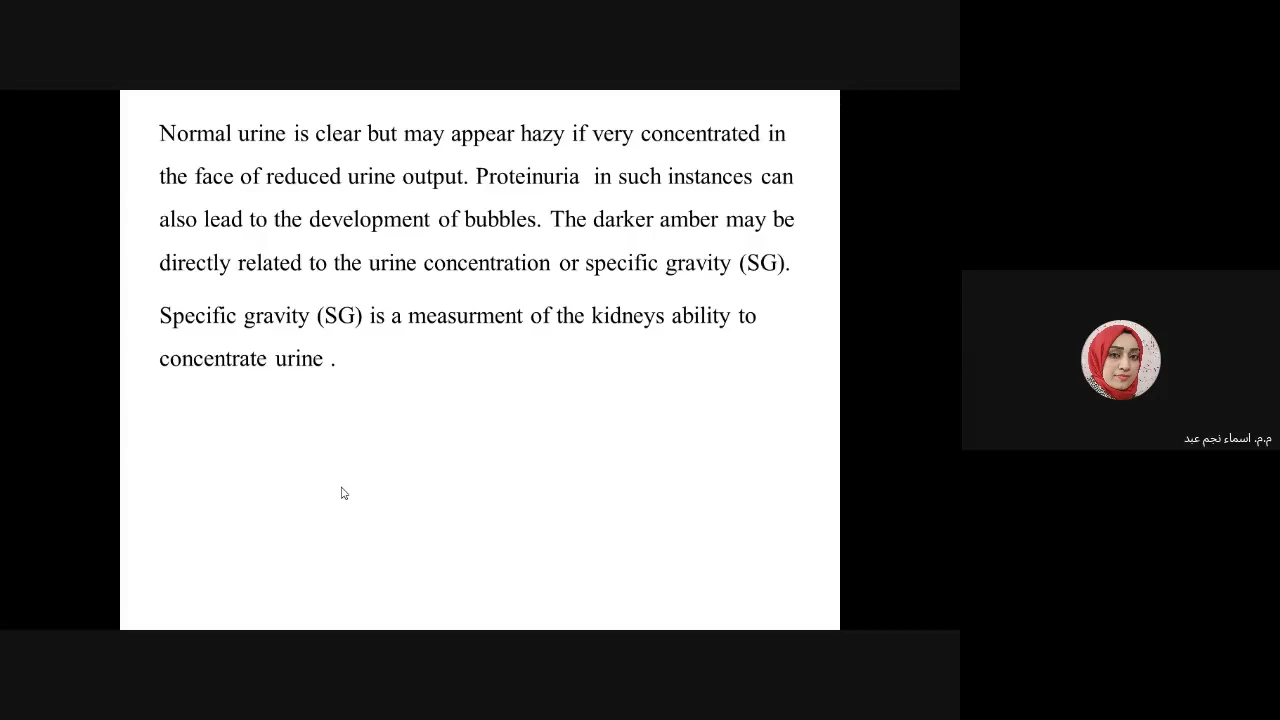 Normal urine is clear but may appear hazy if very concentrated in
the face of reduced urine output. Proteinuria in such instances can
also lead to the development of bubbles. The darker amber may be
directly related to the urine concentration or specific gravity (SG).
Specific gravity (SG) is a measurment of the kidneys ability to
concentrate urine .
م.م. اسماء نجم عبد